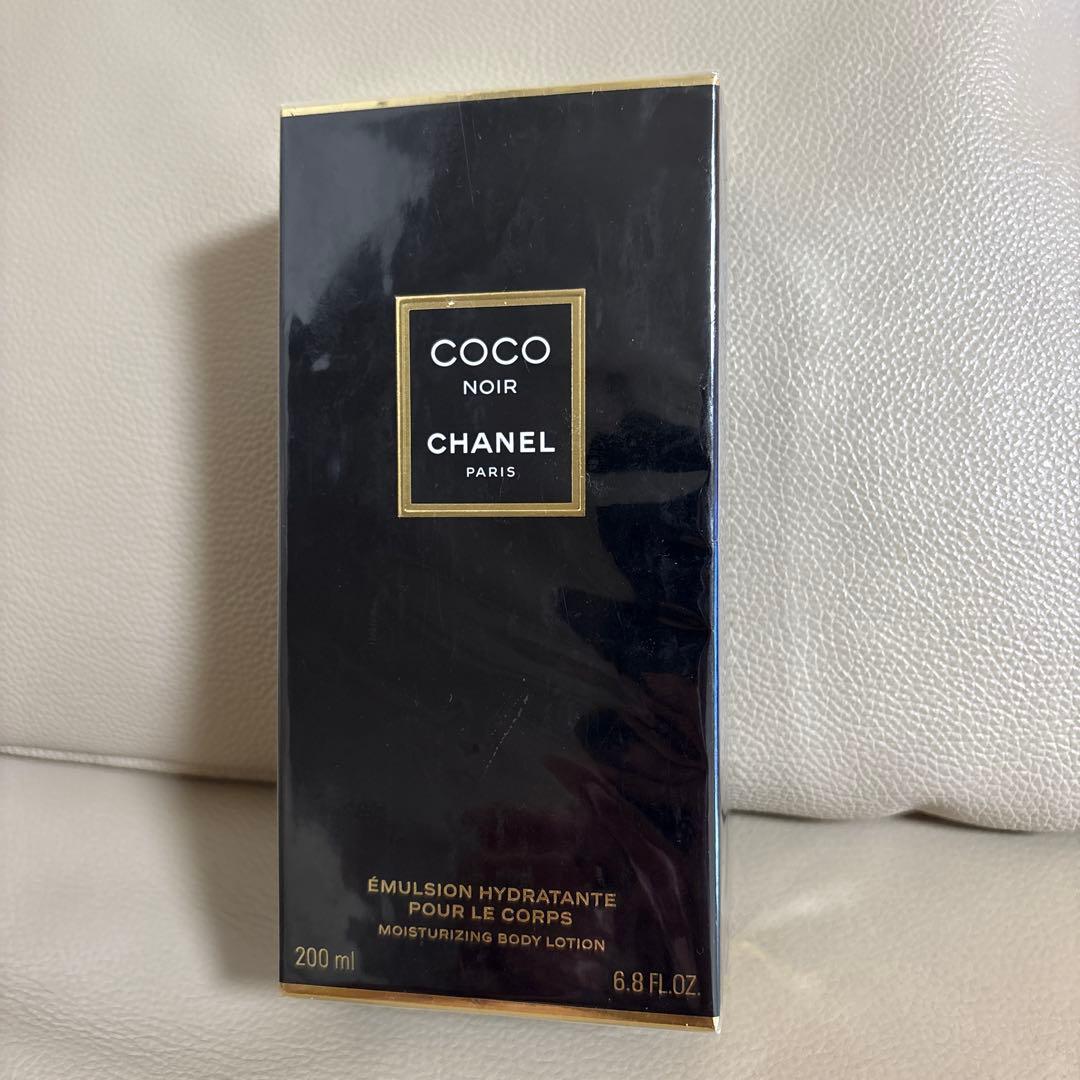 COCO
NOIR
CHANEL
PARIS
ÉMULSION HYDRATANTE
POUR LE CORPS
MOISTURIZING BODY LOTION
200 ml
6.8 FL.OZ.